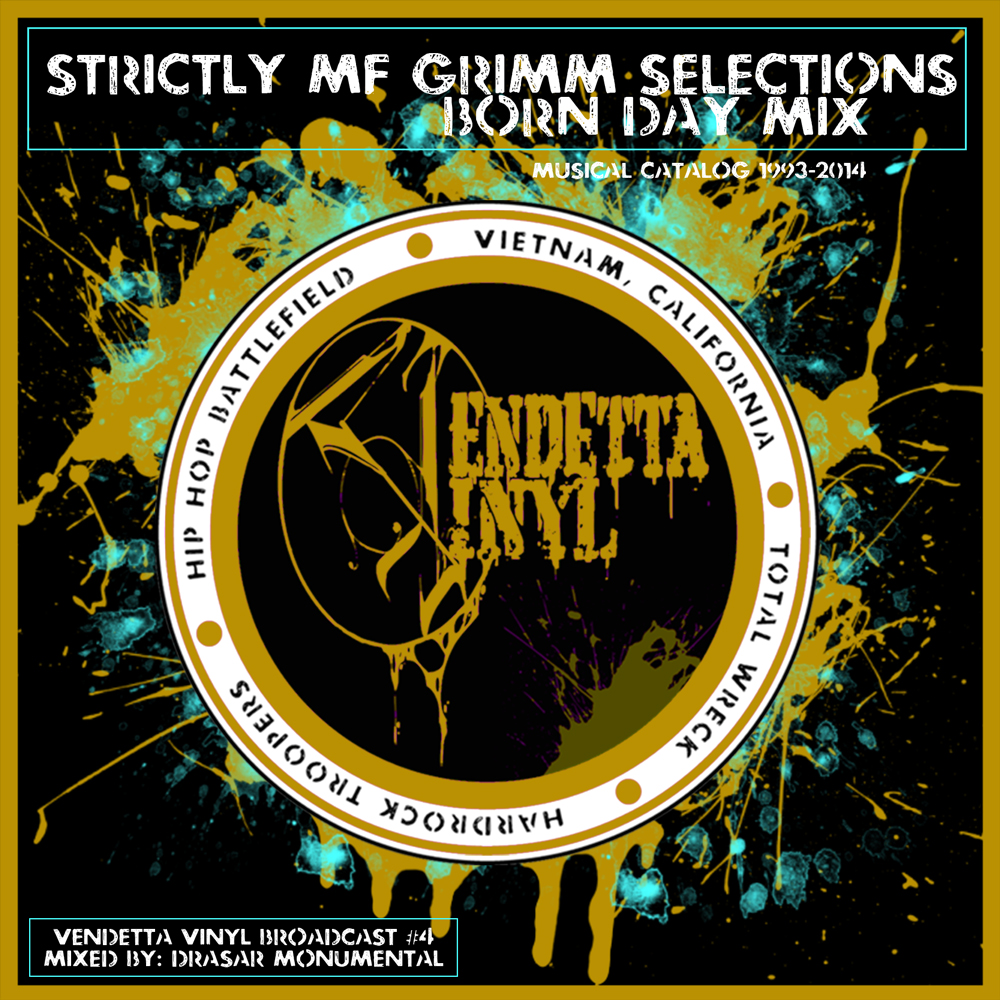 STRICTLY MF GRIMM SELECTIONS
BORN DAY MIX
MUSICAL CATALOG 1993-2014
HIP HOP BATTLEFIELD
VIETNAM, CALIFORNIA
TOTAL WRECK
HARDROCK TROOPERS
VENDETTA
VINYL
VENDETTA VINYL BROADCAST #4
MIXED BY: DRASAR MONUMENTAL